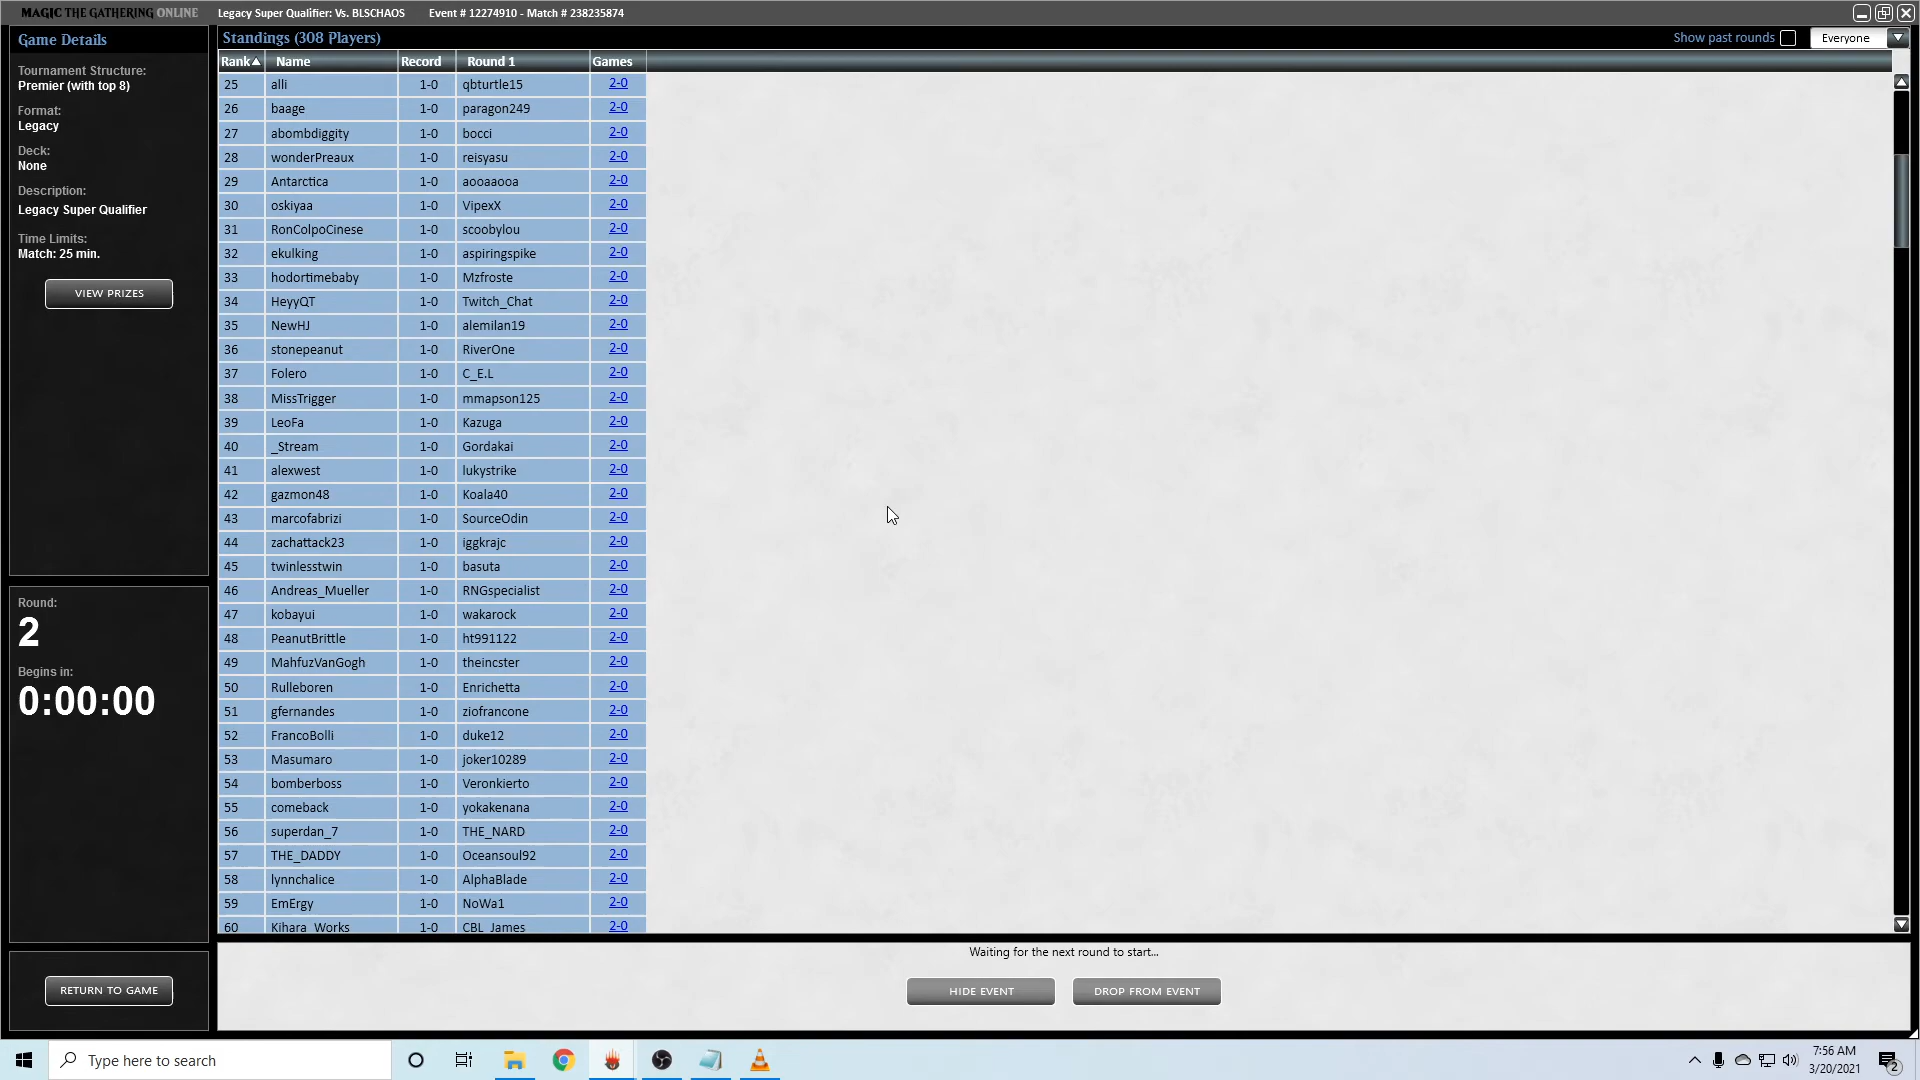 MAGIC THE GATHERING ONLINE Legacy Super Qualifier: Vs. BLSCHAOS Event # 12274910 - Match # 238235874
Game Details
Tournament Structure:
Premier (with top 8)
Format:
Legacy
Deck:
None
Description:
Legacy Super Qualifier
Time Limits:
Match: 25 min.
VIEW PRIZES
Round:
2
Begins in:
0:00:00
RETURN TO GAME
Standings (308 Players) Show past rounds Everyone
Rank Name Record Round 1 Games
25 alli 1-0 qbturtle15 2-0
26 baage 1-0 paragon249 2-0
27 abombdiggity 1-0 bocci 2-0
28 wonderPreaux 1-0 reisyasu 2-0
29 Antarctica 1-0 aooaaooa 2-0
30 oskiyaa 1-0 VipexX 2-0
31 RonColpoCinese 1-0 scoobylou 2-0
32 ekulking 1-0 aspiringspike 2-0
33 hodortimebaby 1-0 Mzfroste 2-0
34 HeyyQT 1-0 Twitch_Chat 2-0
35 NewHJ 1-0 alemilan19 2-0
36 stonepeanut 1-0 RiverOne 2-0
37 Folero 1-0 C_E.L 2-0
38 MissTrigger 1-0 mmapson125 2-0
39 LeoFa 1-0 Kazuga 2-0
40 _Stream 1-0 Gordakai 2-0
41 alexwest 1-0 lukystrike 2-0
42 gazmon48 1-0 Koala40 2-0
43 marcofabrizi 1-0 SourceOdin 2-0
44 zachattack23 1-0 iggkrajc 2-0
45 twinlesstwin 1-0 basuta 2-0
46 Andreas_Mueller 1-0 RNGspecialist 2-0
47 kobayui 1-0 wakarock 2-0
48 PeanutBrittle 1-0 ht991122 2-0
49 MahfuzVanGogh 1-0 theincster 2-0
50 Rulleboren 1-0 Enrichetta 2-0
51 gfernandes 1-0 ziofrancone 2-0
52 FrancoBolli 1-0 duke12 2-0
53 Masumaro 1-0 joker10289 2-0
54 bomberboss 1-0 Veronkierto 2-0
55 comeback 1-0 yokakenana 2-0
56 superdan_7 1-0 THE_NARD 2-0
57 THE_DADDY 1-0 Oceansoul92 2-0
58 lynnchalice 1-0 AlphaBlade 2-0
59 EmErgy 1-0 NoWa1 2-0
60 Kihara_Works 1-0 CBL_James 2-0
Waiting for the next round to start...
HIDE EVENT DROP FROM EVENT
Type here to search
7:56 AM
3/20/2021
2